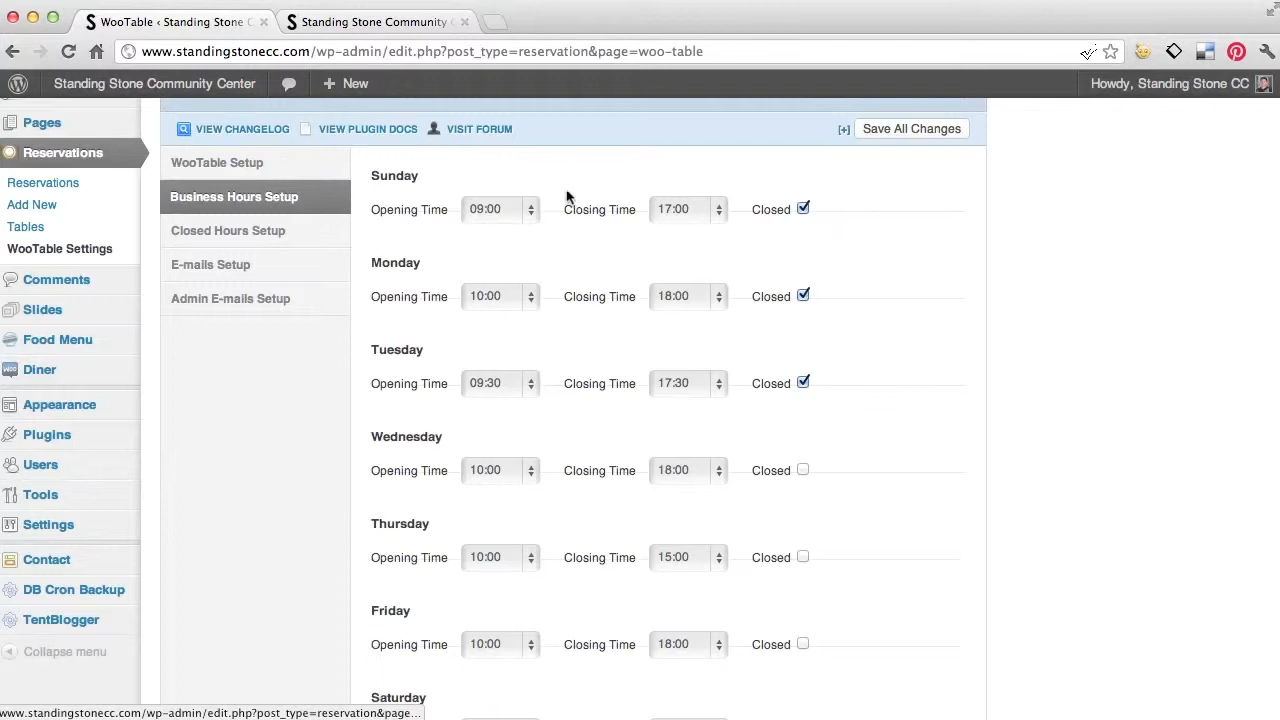 WooTable ‹ Standing Stone C
Standing Stone Community
www.standingstonecc.com/wp-admin/edit.php?post_type=reservation&page=woo-table
Standing Stone Community Center
New
Howdy, Standing Stone CC
Pages
Reservations
Reservations
Add New
Tables
WooTable Settings
Comments
Slides
Food Menu
Diner
Appearance
Plugins
Users
Tools
Settings
Contact
DB Cron Backup
TentBlogger
Collapse menu
VIEW CHANGELOG VIEW PLUGIN DOCS VISIT FORUM
[+] Save All Changes
WooTable Setup
Business Hours Setup
Closed Hours Setup
E-mails Setup
Admin E-mails Setup
Sunday
Opening Time 09:00 Closing Time 17:00 Closed
Monday
Opening Time 10:00 Closing Time 18:00 Closed
Tuesday
Opening Time 09:30 Closing Time 17:30 Closed
Wednesday
Opening Time 10:00 Closing Time 18:00 Closed
Thursday
Opening Time 10:00 Closing Time 15:00 Closed
Friday
Opening Time 10:00 Closing Time 18:00 Closed
Saturday
www.standingstonecc.com/wp-admin/edit.php?post_type=reservation&page...